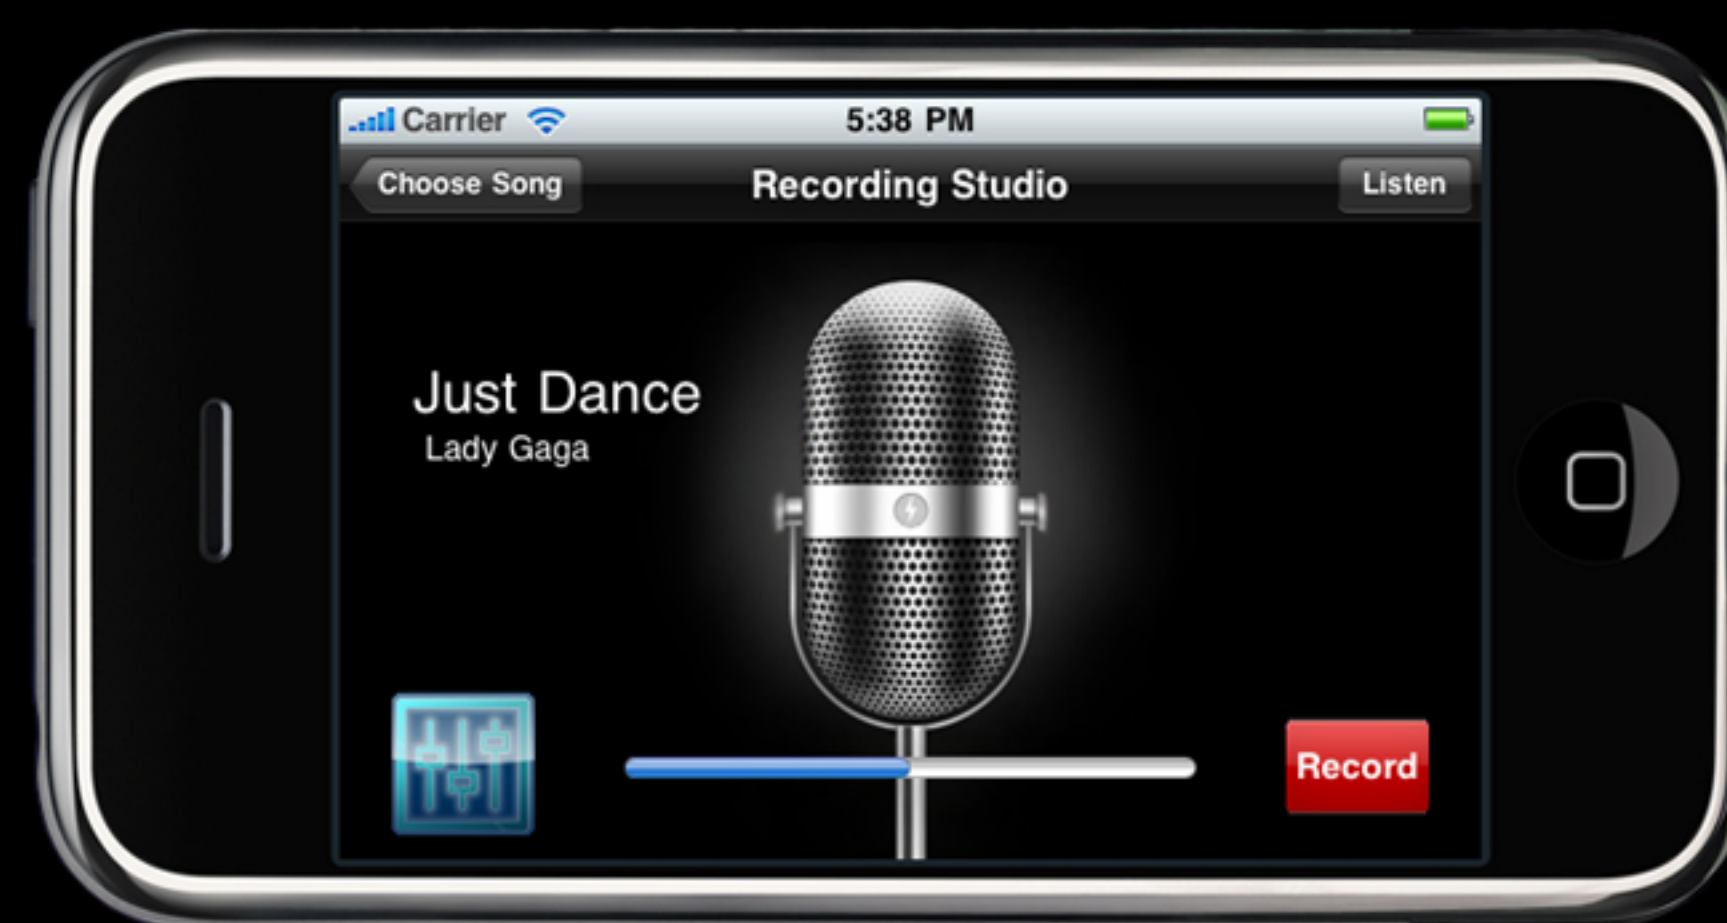 Carrier 5:38 PM
Choose Song Recording Studio Listen
Just Dance
Lady Gaga
Record